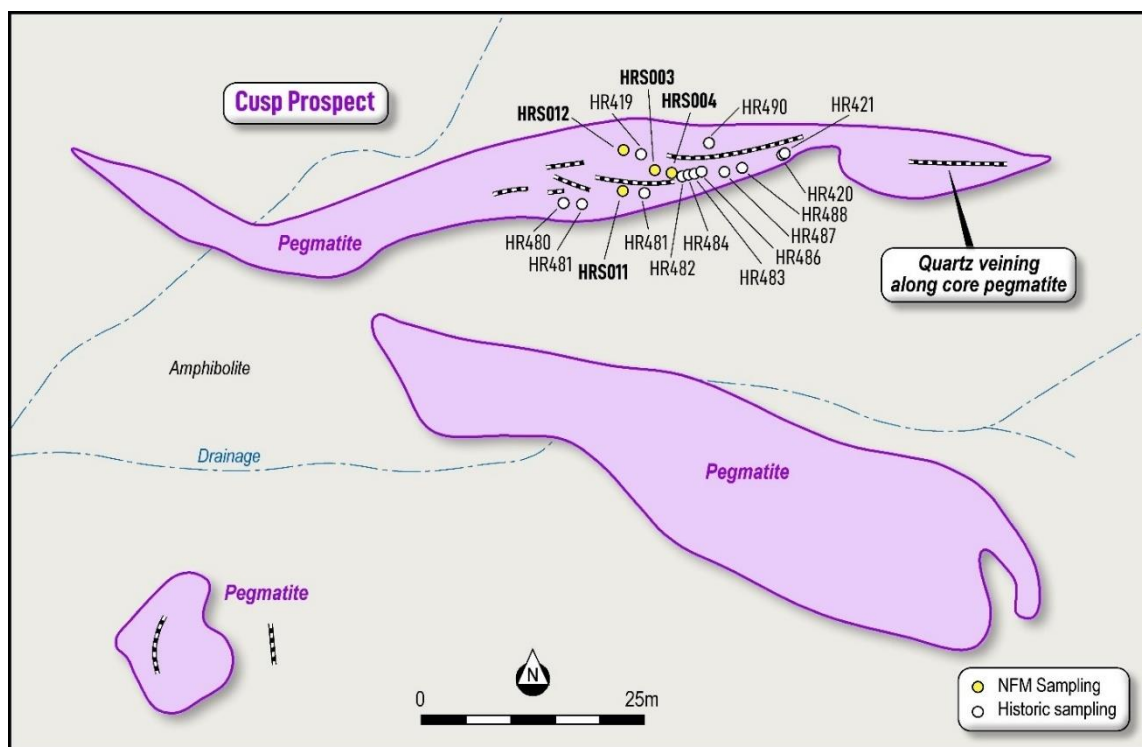 Cusp Prospect
HRS003
HRS012
HR419
HRS004
HR490
HR421
Pegmatite
HR480
HR481
HRS011
HR481
HR482
HR484
HR483
HR486
HR487
HR488
HR420
Quartz veining
along core pegmatite
Amphibolite
Drainage
Pegmatite
Pegmatite
N
0
25m
NFM Sampling
Historic sampling